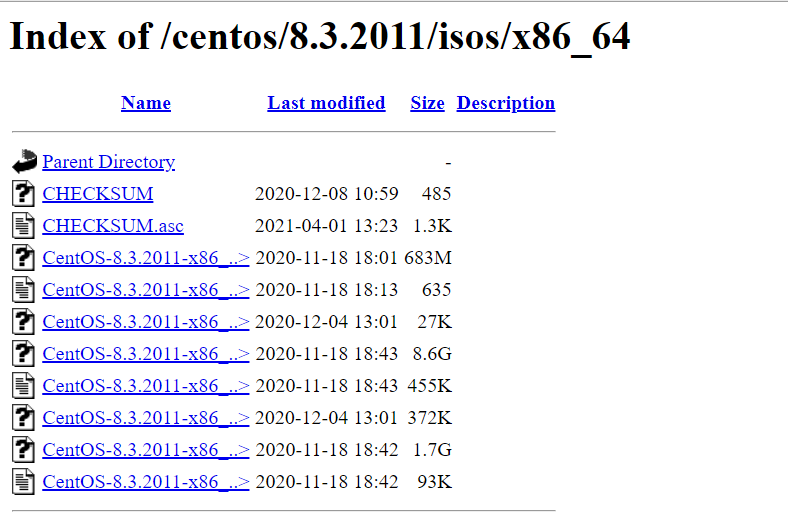 Index of /centos/8.3.2011/isos/x86_64
Name Last modified Size Description
Parent Directory -
CHECKSUM 2020-12-08 10:59 485
CHECKSUM.asc 2021-04-01 13:23 1.3K
CentOS-8.3.2011-x86_..> 2020-11-18 18:01 683M
CentOS-8.3.2011-x86_..> 2020-11-18 18:13 635
CentOS-8.3.2011-x86_..> 2020-12-04 13:01 27K
CentOS-8.3.2011-x86_..> 2020-11-18 18:43 8.6G
CentOS-8.3.2011-x86_..> 2020-11-18 18:43 455K
CentOS-8.3.2011-x86_..> 2020-12-04 13:01 372K
CentOS-8.3.2011-x86_..> 2020-11-18 18:42 1.7G
CentOS-8.3.2011-x86_..> 2020-11-18 18:42 93K